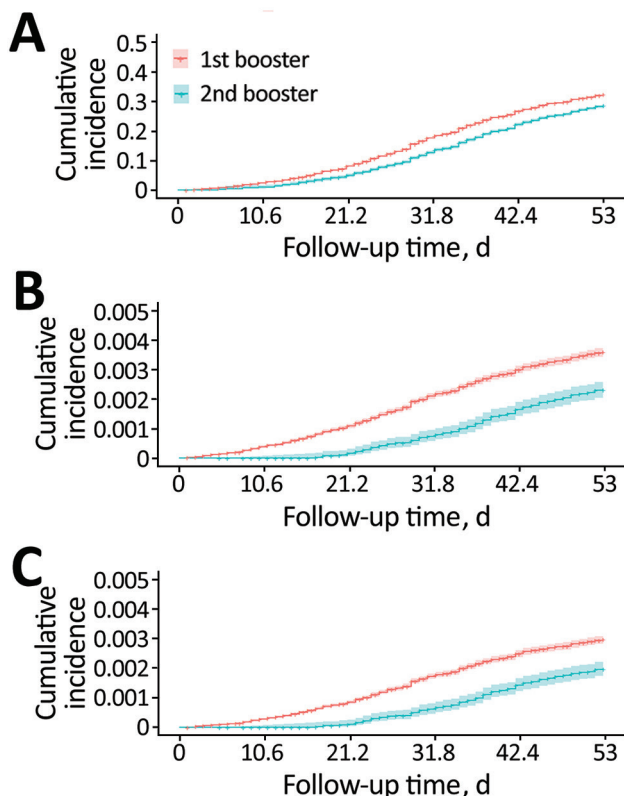 A
Cumulative
incidence
0.5
0.4
0.3
0.2
0.1
0
1st booster
2nd booster
0 10.6 21.2 31.8 42.4 53
Follow-up time, d
B
Cumulative
incidence
0.005
0.004
0.003
0.002
0.001
0
0 10.6 21.2 31.8 42.4 53
Follow-up time, d
C
Cumulative
incidence
0.005
0.004
0.003
0.002
0.001
0
0 10.6 21.2 31.8 42.4 53
Follow-up time, d